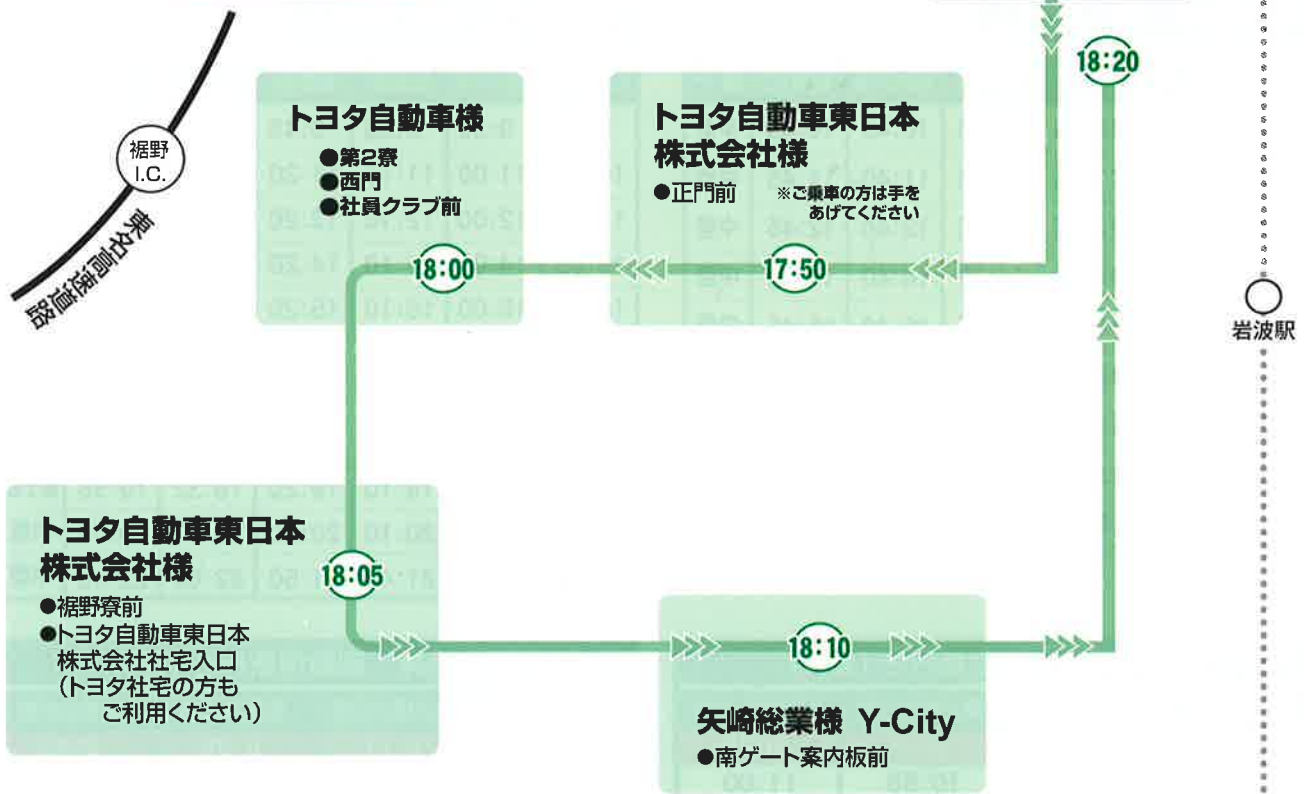 18:20
トヨタ自動車様
●第2寮
●西門
●社員クラブ前
18:00
トヨタ自動車東日本
株式会社様
●正門前
※ご乗車の方は手を
あげてください
17:50
裾野
I.C.
東名高速道路
岩波駅
トヨタ自動車東日本
株式会社様
●裾野寮前
●トヨタ自動車東日本
株式会社社宅入口
(トヨタ社宅の方も
ご利用ください)
18:05
18:10
矢崎総業様 Y-City
●南ゲート案内板前